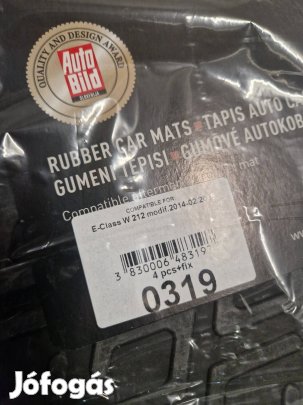 QUALITY AND DESIGN AWARD
Auto
Bild
RUBBER CAR MATS TAPIS AUTO
GUMENI TEPISI GUMOVÉ AUTOKOB
Compatible mat
COMPATIBLE FOR
E-Class W 212 modif.2014-02.20
3 830006 48319
4 pcs+fix
0319
Jófogás